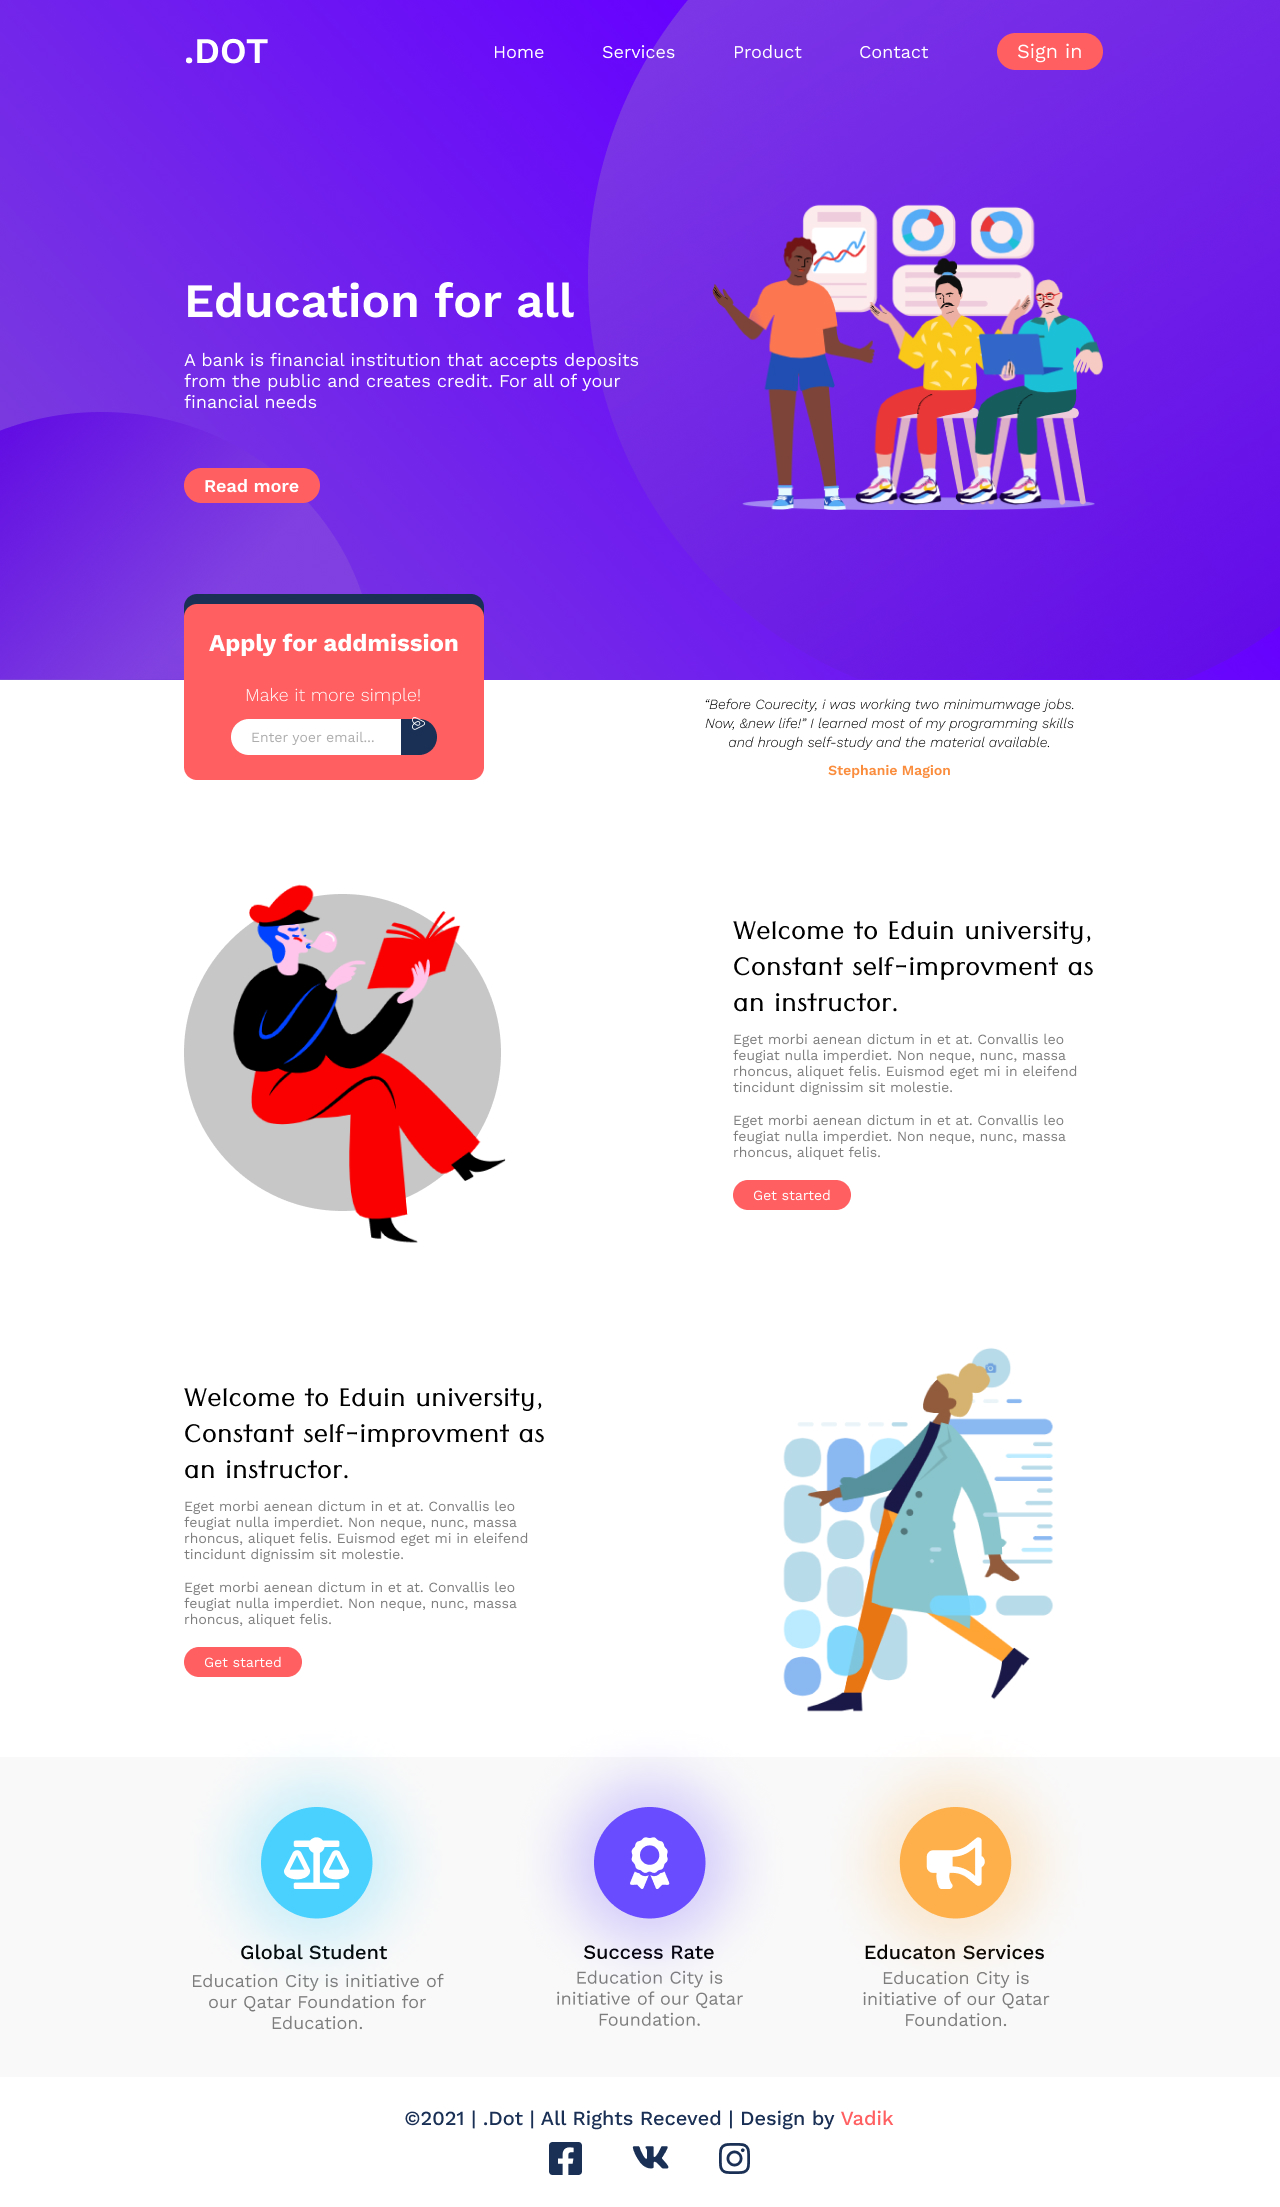 .DOT
Home Services Product Contact Sign in
Education for all
A bank is financial institution that accepts deposits
from the public and creates credit. For all of your
financial needs
Read more
Apply for addmission
Make it more simple!
Enter yoer email...
“Before Courecity, i was working two minimumwage jobs.
Now, &new life!” I learned most of my programming skills
and hrough self-study and the material available.
Stephanie Magion
Welcome to Eduin university,
Constant self-improvment as
an instructor.
Eget morbi aenean dictum in et at. Convallis leo
feugiat nulla imperdiet. Non neque, nunc, massa
rhoncus, aliquet felis. Euismod eget mi in eleifend
tincidunt dignissim sit molestie.
Eget morbi aenean dictum in et at. Convallis leo
feugiat nulla imperdiet. Non neque, nunc, massa
rhoncus, aliquet felis.
Get started
Welcome to Eduin university,
Constant self-improvment as
an instructor.
Eget morbi aenean dictum in et at. Convallis leo
feugiat nulla imperdiet. Non neque, nunc, massa
rhoncus, aliquet felis. Euismod eget mi in eleifend
tincidunt dignissim sit molestie.
Eget morbi aenean dictum in et at. Convallis leo
feugiat nulla imperdiet. Non neque, nunc, massa
rhoncus, aliquet felis.
Get started
Global Student
Education City is initiative of
our Qatar Foundation for
Education.
Success Rate
Education City is
initiative of our Qatar
Foundation.
Educaton Services
Education City is
initiative of our Qatar
Foundation.
©2021 | .Dot | All Rights Receved | Design by Vadik